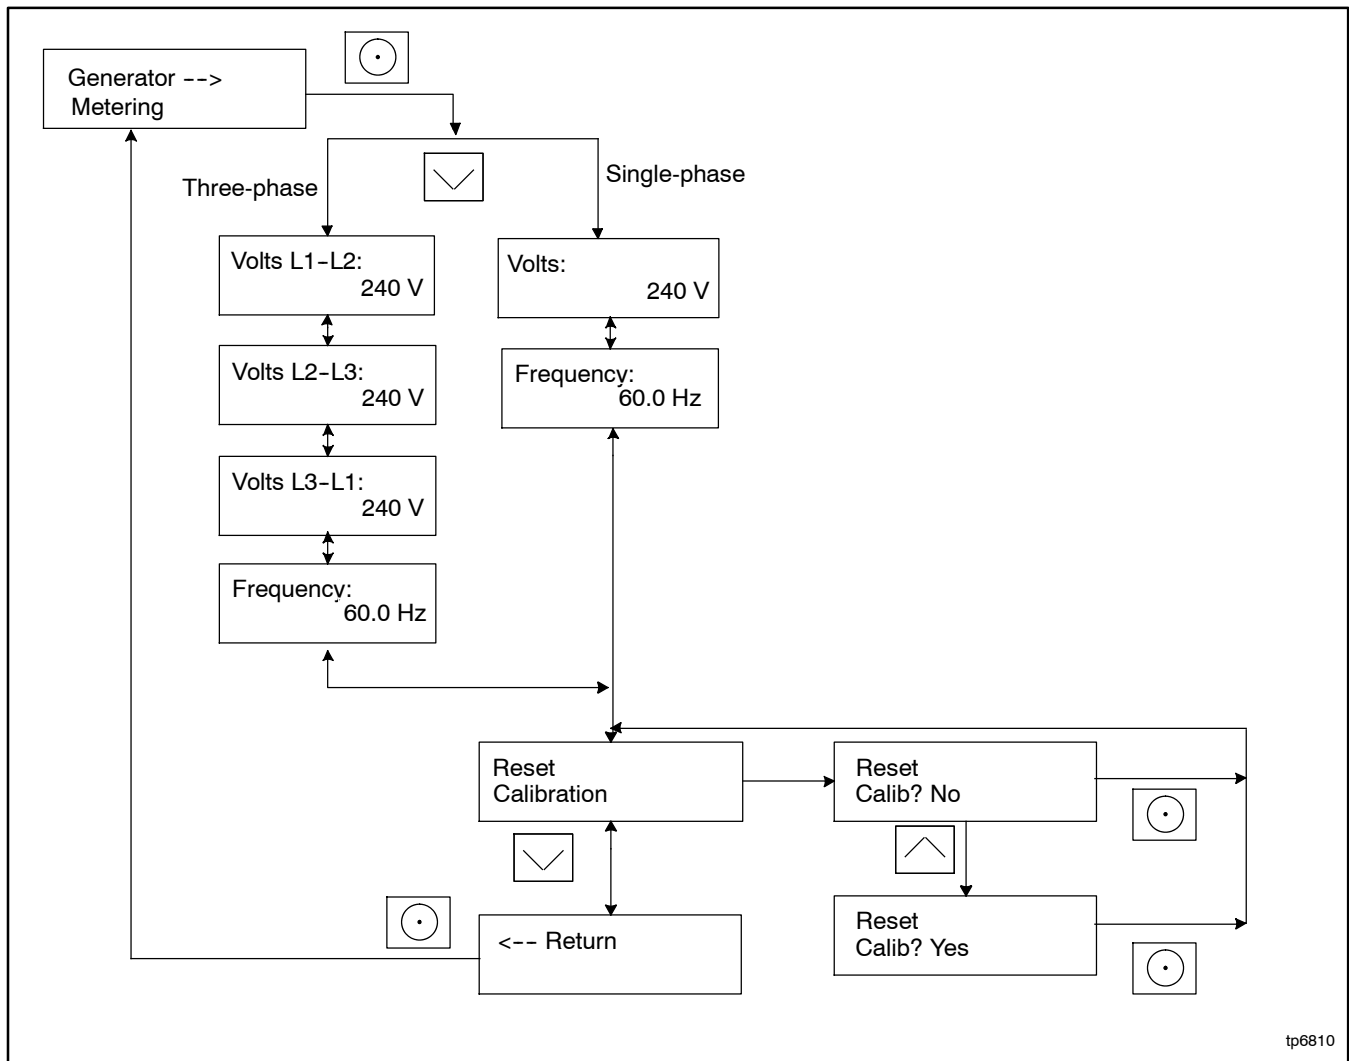 Generator -->
Metering
Three-phase
Single-phase
Volts L1-L2:
240 V
Volts:
240 V
Volts L2-L3:
240 V
Frequency:
60.0 Hz
Volts L3-L1:
240 V
Frequency:
60.0 Hz
Reset
Calibration
Reset
Calib? No
<-- Return
Reset
Calib? Yes
tp6810